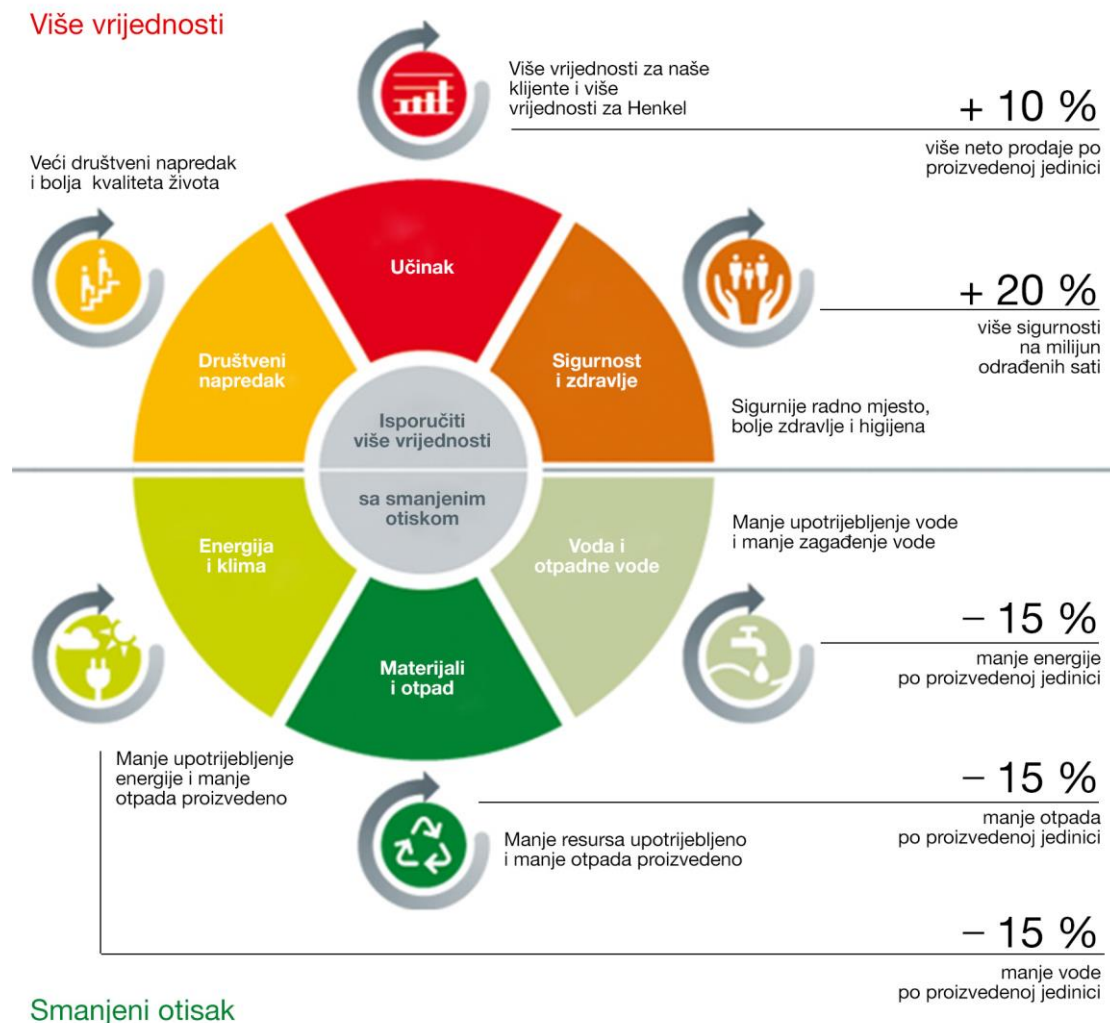 Više vrijednosti
Više vrijednosti za naše
klijente i više
vrijednosti za Henkel
+ 10 %
više neto prodaje po
proizvedenoj jedinici
Veći društveni napredak
i bolja kvaliteta života
Učinak
+ 20 %
više sigurnosti
na milijun
odrađenih sati
Društveni
napredak
Sigurnost
i zdravlje
Sigurnije radno mjesto,
bolje zdravlje i higijena
Isporučiti
više vrijednosti
sa smanjenim
otiskom
Energija
i klima
Voda i
otpadne vode
Manje upotrijebljenje vode
i manje zagađenje vode
– 15 %
manje energije
po proizvedenoj jedinici
Materijali
i otpad
Manje upotrijebljenje
energije i manje
otpada proizvedeno
– 15 %
manje otpada
po proizvedenoj jedinici
Manje resursa upotrijebljeno
i manje otpada proizvedeno
– 15 %
manje vode
po proizvedenoj jedinici
Smanjeni otisak